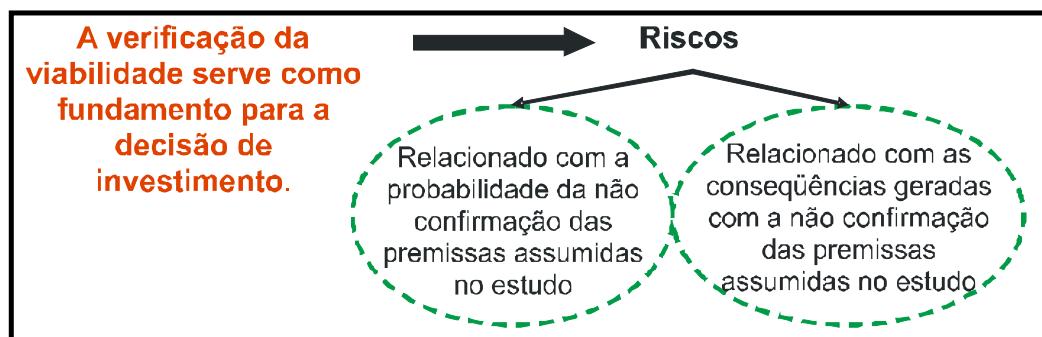 A verificação da
viabilidade serve como
fundamento para a
decisão de
investimento.
Riscos
Relacionado com a
probabilidade da não
confirmação das
premissas assumidas
no estudo
Relacionado com as
conseqüências geradas
com a não confirmação
das premissas
assumidas no estudo